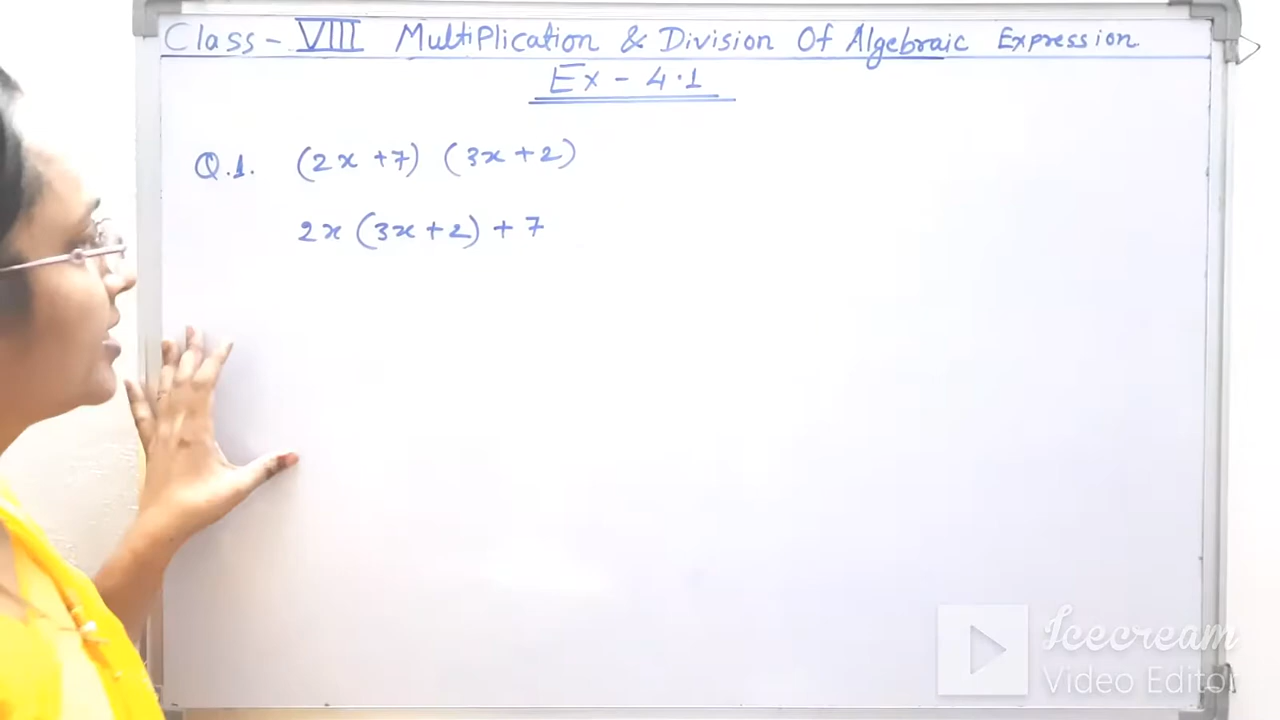 Class - VIII Multiplication & Division Of Algebraic Expression
Ex - 4.1
Q.1. (2x + 7) (3x + 2)
2x (3x + 2) + 7
Icecream
Video Editor